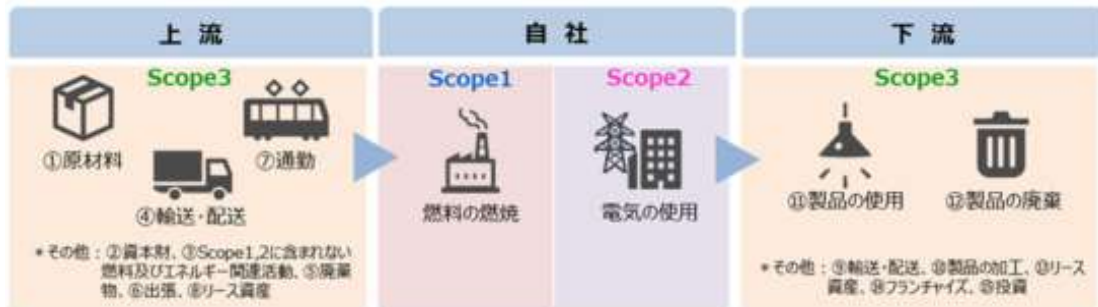 上流
自社
下流
Scope3
①原材料
⑦通勤
④輸送・配送
*その他：②資本財、③Scope1,2に含まれない
燃料及びエネルギー関連活動、⑤廃棄
物、⑥出張、⑧リース資産
Scope1
燃料の燃焼
Scope2
電気の使用
Scope3
⑪製品の使用
⑫製品の廃棄
*その他：⑨輸送・配送、⑩製品の加工、⑬リース
資産、⑭フランチャイズ、⑮投資